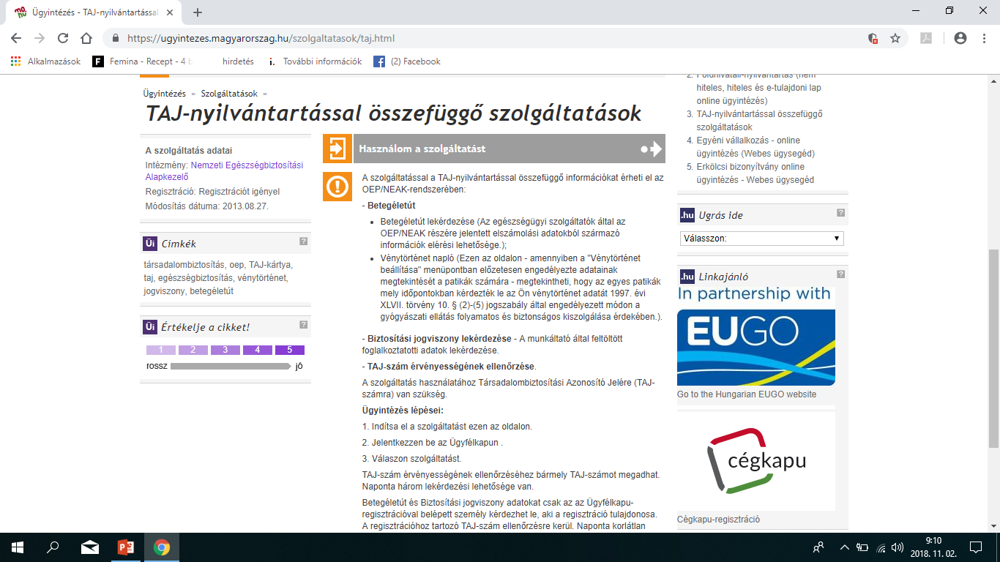 Ügyintézés - TAJ-nyilvántartással
https://ugyintezes.magyarorszag.hu/szolgaltatasok/taj.html
Alkalmazások
Femina - Recept - 4 b
hirdetés
További információk
(2) Facebook
Ügyintézés » Szolgáltatások »
TAJ-nyilvántartással összefüggő szolgáltatások
A szolgáltatás adatai
Intézmény: Nemzeti Egészségbiztosítási
Alapkezelő
Regisztráció: Regisztrációt igényel
Módosítás dátuma: 2013.08.27.
Üi Címkék ?
társadalombiztosítás, oep, TAJ-kártya,
taj, egészségbiztosítás, vénytörténet,
jogviszony, betegéletút
Üi Értékelje a cikket! ?
1 2 3 4 5
rossz jó
Használom a szolgáltatást
A szolgáltatással a TAJ-nyilvántartással összefüggő információkat érheti el az
OEP/NEAK-rendszerében:
- Betegéletút
• Betegéletút lekérdezése (Az egészségügyi szolgáltatók által az
OEP/NEAK részére jelentett elszámolási adatokból származó
információk elérési lehetősége.);
• Vénytörténet napló (Ezen az oldalon - amennyiben a "Vénytörténet
beállítása" menüpontban előzetesen engedélyezte adatainak
megtekintését a patikák számára - megtekintheti, hogy az egyes patikák
mely időpontokban kérdezték le az Ön vénytörténet adatát 1997. évi
XLVII. törvény 10. § (2)-(5) jogszabály által engedélyezett módon a
gyógyászati ellátás folyamatos és biztonságos kiszolgálása érdekében.).
- Biztosítási jogviszony lekérdezése - A munkáltató által feltöltött
foglalkoztatotti adatok lekérdezése.
- TAJ-szám érvényességének ellenőrzése.
A szolgáltatás használatához Társadalombiztosítási Azonosító Jelére (TAJ-
számra) van szükség.
Ügyintézés lépései:
1. Indítsa el a szolgáltatást ezen az oldalon.
2. Jelentkezzen be az Ügyfélkapun .
3. Válaszon szolgáltatást.
TAJ-szám érvényességének ellenőrzéséhez bármely TAJ-számot megadhat.
Naponta három lekérdezési lehetősége van.
Betegéletút és Biztosítási jogviszony adatokat csak az az Ügyfélkapu-
regisztrációval belépett személy kérdezhet le, aki a regisztráció tulajdonosa.
A regisztrációhoz tartozó TAJ-szám ellenőrzésre kerül. Naponta korlátlan
2. Földhivatali-nyilvántartás (nem
hiteles, hiteles és e-tulajdoni lap
online ügyintézés)
3. TAJ-nyilvántartással összefüggő
szolgáltatások
4. Egyéni vállalkozás - online
ügyintézés (Webes ügysegéd)
5. Erkölcsi bizonyítvány online
ügyintézés - Webes ügysegéd
.hu Ugrás ide ?
Válasszon:
.hu Linkajánló ?
In partnership with
EUGO
Go to the Hungarian EUGO website
cégkapu
Cégkapu-regisztráció
9:10
2018. 11. 02.